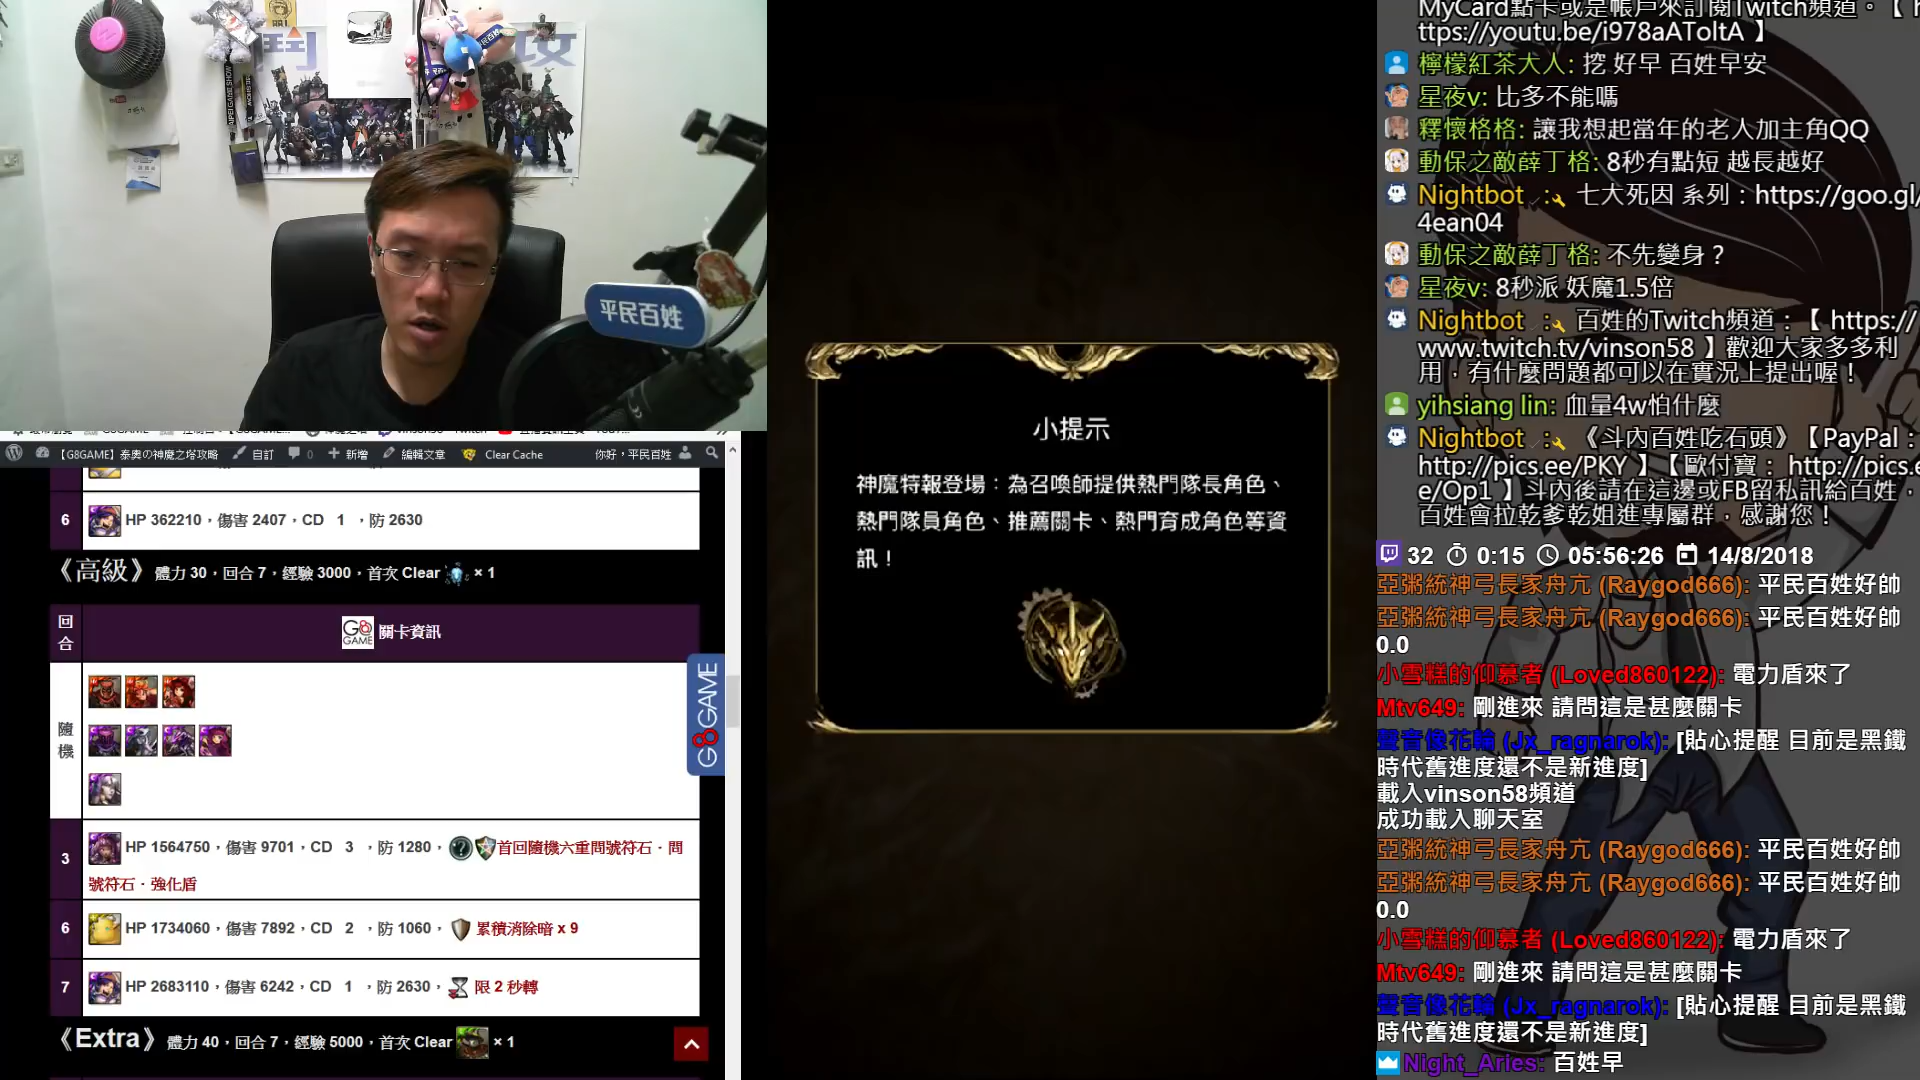 平民百姓
【G8GAME】泰奧の神魔之塔攻略
自訂
0
新增
編輯文章
Clear Cache
你好，平民百姓
6
HP 362210，傷害 2407，CD 1 ，防 2630
《高級》體力 30，回合 7，經驗 3000，首次 Clear × 1
回合
G8 GAME 關卡資訊
隨機
3
HP 1564750，傷害 9701，CD 3 ，防 1280，首回隨機六重問號符石．問
號符石．強化盾
6
HP 1734060，傷害 7892，CD 2 ，防 1060，累積消除暗 x 9
7
HP 2683110，傷害 6242，CD 1 ，防 2630，限 2 秒轉
《Extra》體力 40，回合 7，經驗 5000，首次 Clear × 1
G8GAME
小提示
神魔特報登場：為召喚師提供熱門隊長角色、
熱門隊員角色、推薦關卡、熱門育成角色等資
訊！
MyCard點卡或是帳戶來訂閱Twitch頻道。【 h
ttps://youtu.be/i978aAToltA 】
檸檬紅茶犬人: 挖 好早 百姓早安
星夜v: 比多不能嗎
釋懷格格: 讓我想起當年的老人加主角QQ
動保之敵薛丁格: 8秒有點短 越長越好
Nightbot : 七大死因 系列：https://goo.gl/
4ean04
動保之敵薛丁格: 不先變身？
星夜v: 8秒派 妖魔1.5倍
Nightbot : 百姓的Twitch頻道：【 https://
www.twitch.tv/vinson58 】歡迎大家多多利
用，有什麼問題都可以在實況上提出喔！
yihsiang lin: 血量4w怕什麼
Nightbot : 《斗內百姓吃石頭》【PayPal：
http://pics.ee/PKY 】【歐付寶： http://pics.e
e/Op1 】斗內後請在這邊或FB留私訊給百姓，
百姓會拉乾爹乾姐進專屬群，感謝您！
32 0:15 05:56:26 14/8/2018
亞粥統神弓長家舟亢 (Raygod666): 平民百姓好帥
亞粥統神弓長家舟亢 (Raygod666): 平民百姓好帥
0.0
小雪糕的仰慕者 (Loved860122): 電力盾來了
Mtv649: 剛進來 請問這是甚麼關卡
聲音像花輪 (Jx_ragnarok): [貼心提醒 目前是黑鐵
時代舊進度還不是新進度]
載入vinson58頻道
成功載入聊天室
亞粥統神弓長家舟亢 (Raygod666): 平民百姓好帥
亞粥統神弓長家舟亢 (Raygod666): 平民百姓好帥
0.0
小雪糕的仰慕者 (Loved860122): 電力盾來了
Mtv649: 剛進來 請問這是甚麼關卡
聲音像花輪 (Jx_ragnarok): [貼心提醒 目前是黑鐵
時代舊進度還不是新進度]
Night_Aries: 百姓早